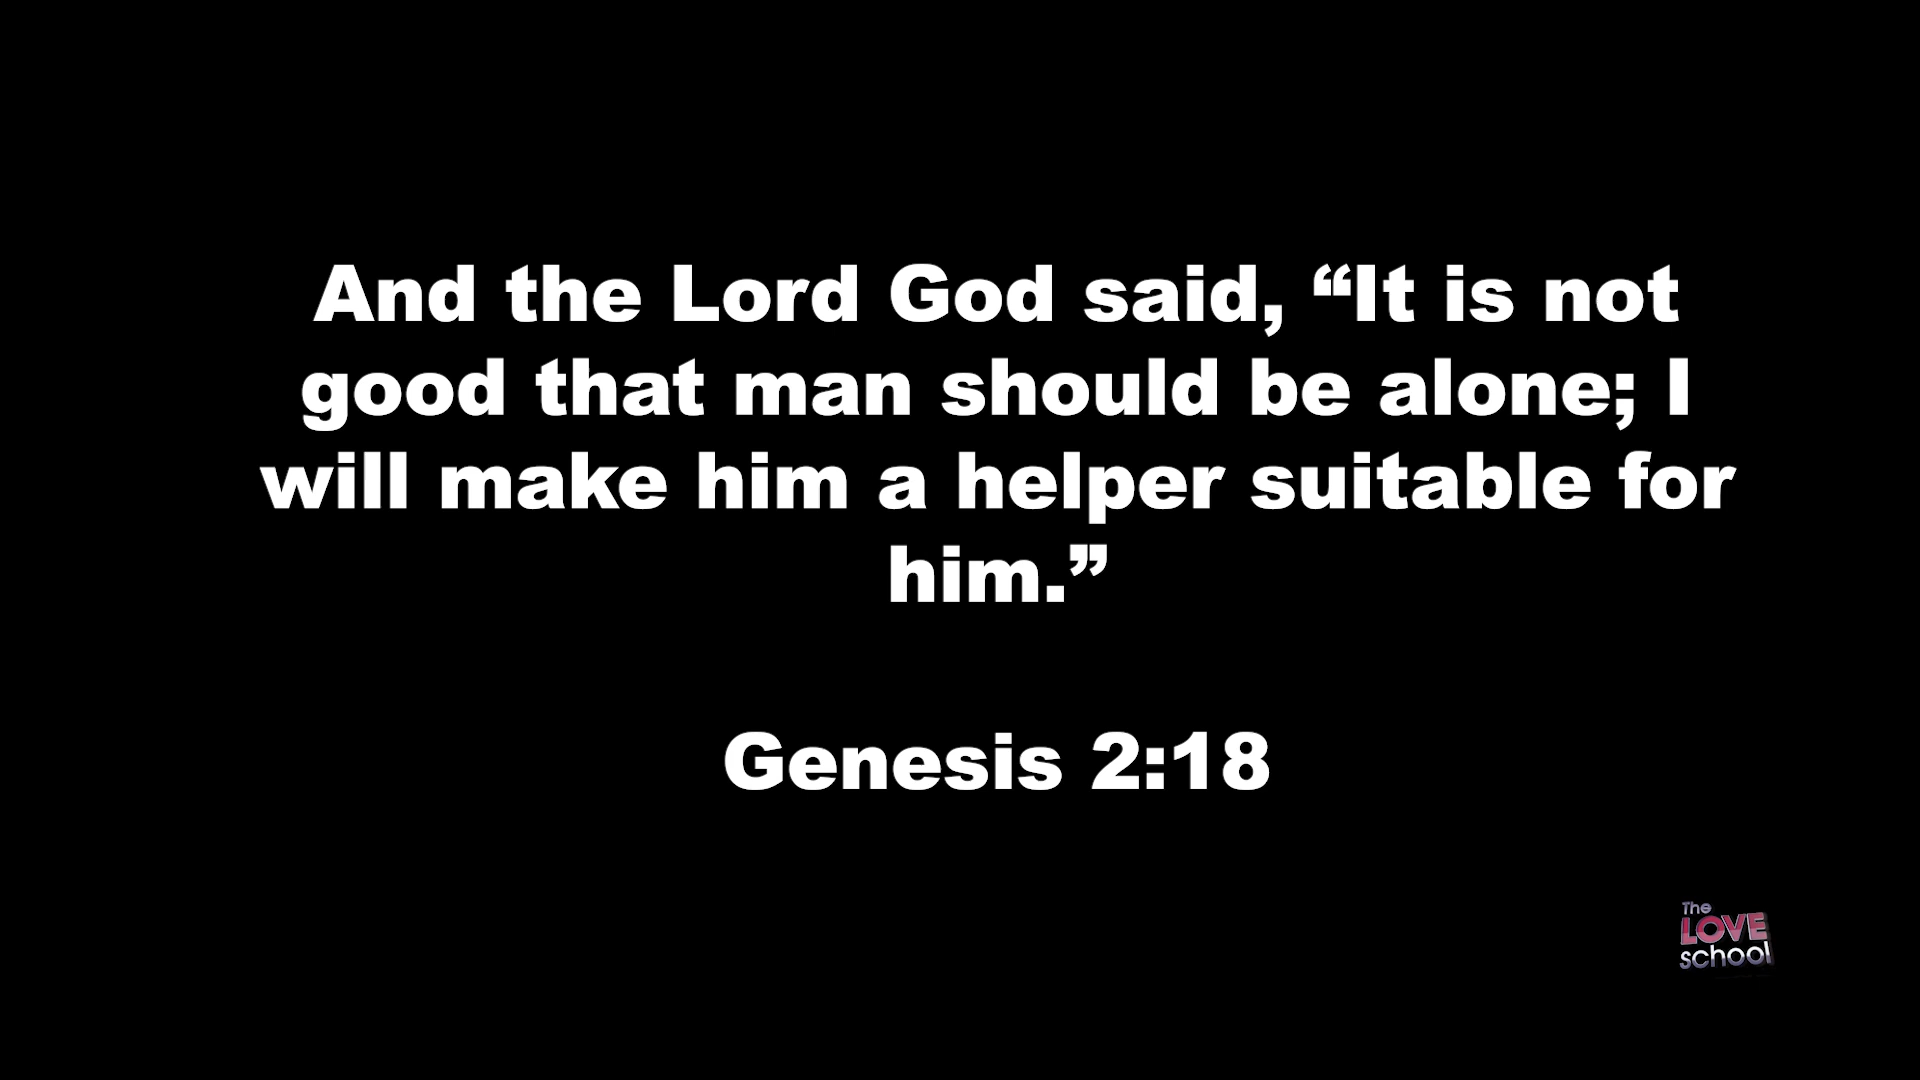 And the Lord God said, “It is not
good that man should be alone; I
will make him a helper suitable for
him.”
Genesis 2:18
The
LOVE
school